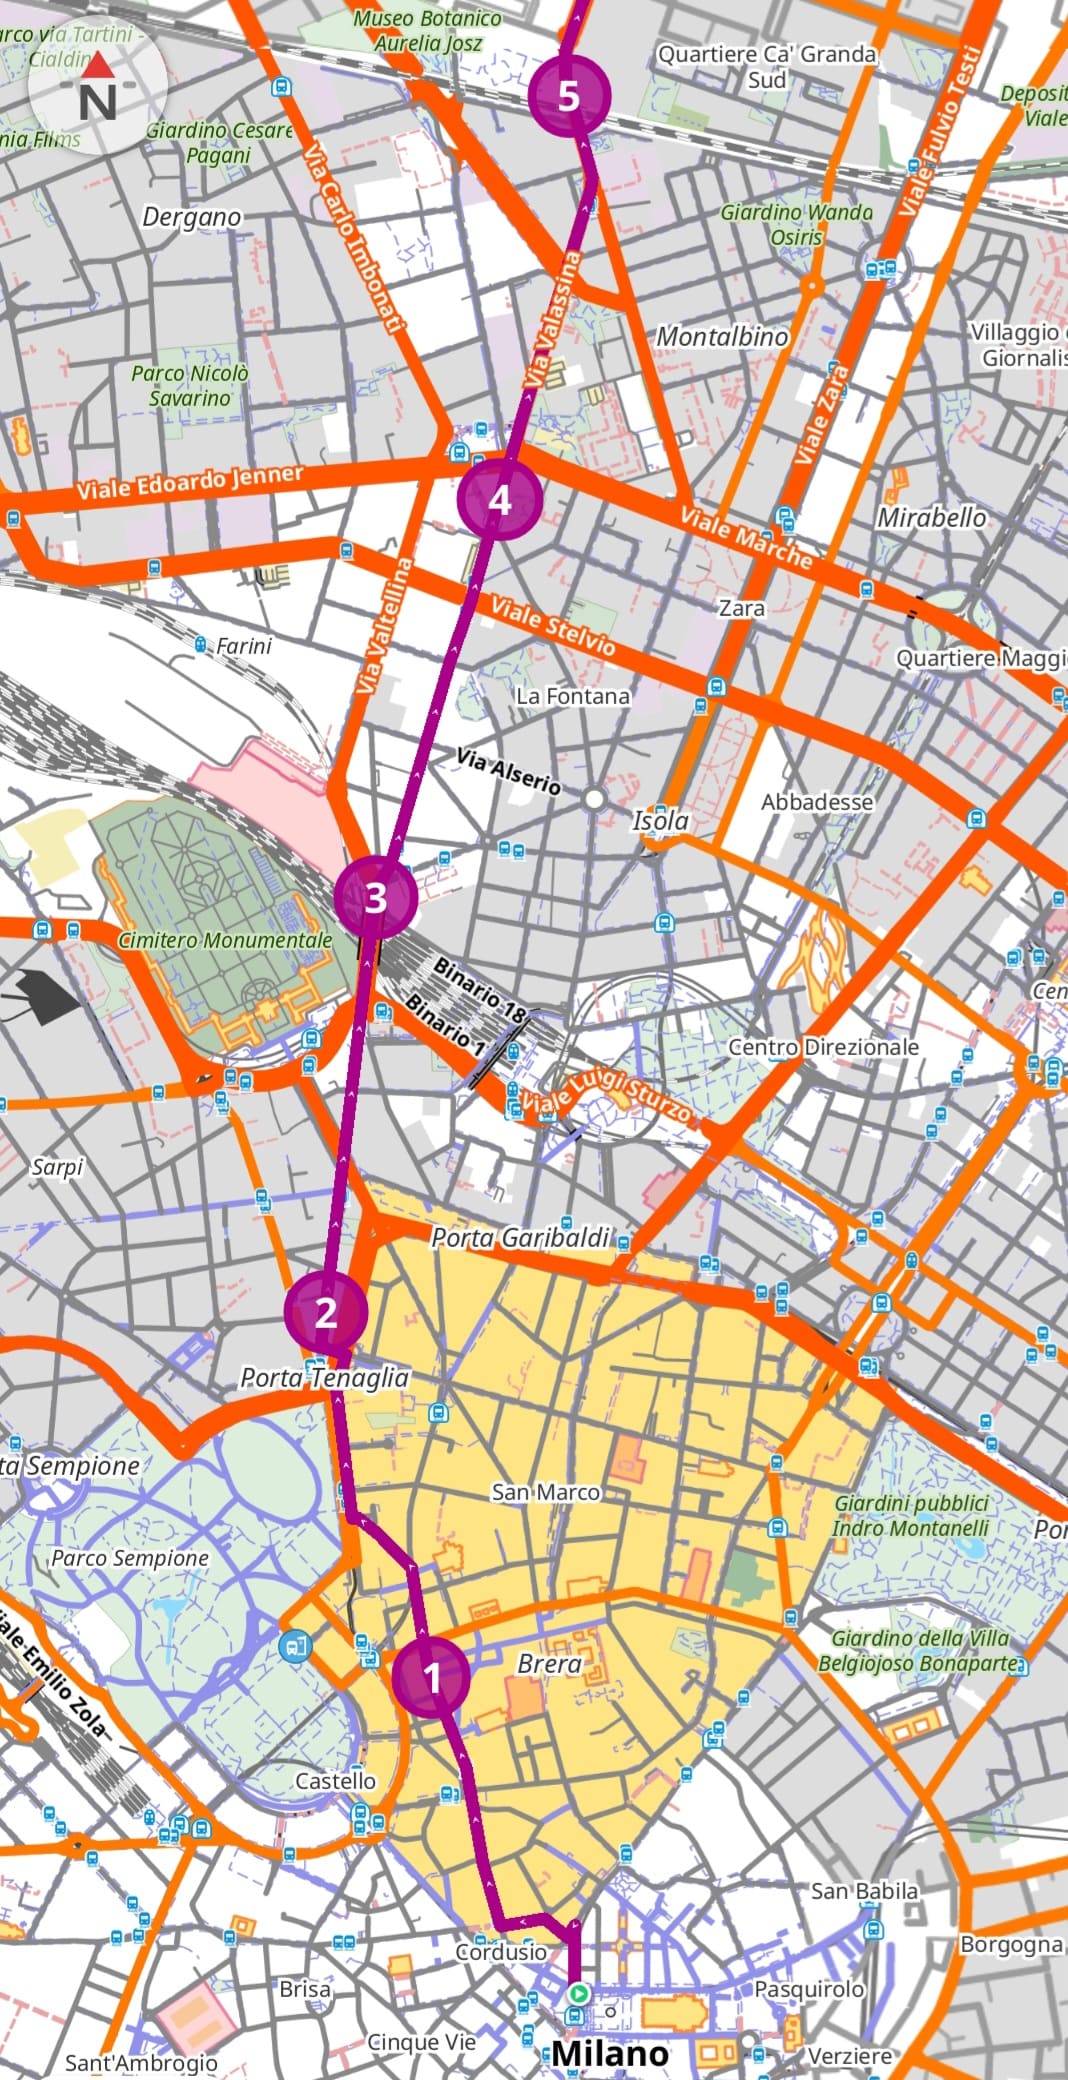 Museo Botanico
Aurelia Josz
arco via Tartini -
Cialdin
N
5
Quartiere Ca' Granda
Sud
Deposit
Viale
nia Films
Giardino Cesare
Pagani
Viale Fulvio Testi
Via Carlo Imbonati
Dergano
Giardino Wanda
Osiris
Via Valassina
Montalbino
Villaggio
Giornalis
Parco Nicolò
Savarino
Viale Zara
Viale Edoardo Jenner
4
Viale Marche
Mirabello
Via Valtellina
Viale Stelvio
Zara
Farini
Quartiere Maggi
La Fontana
Via Alserio
Isola
Abbadesse
3
Cimitero Monumentale
Binario 18
Binario 1
Cen
Centro Direzionale
Viale Luigi Sturzo
Sarpi
Porta Garibaldi
2
Porta Tenaglia
ta Sempione
San Marco
Giardini pubblici
Indro Montanelli
Por
Parco Sempione
iale Emilio Zola
1
Brera
Giardino della Villa
Belgiojoso Bonaparte
Castello
San Babila
Cordusio
Borgogna
Brisa
Pasquirolo
Cinque Vie
Milano
Verziere
Sant'Ambrogio